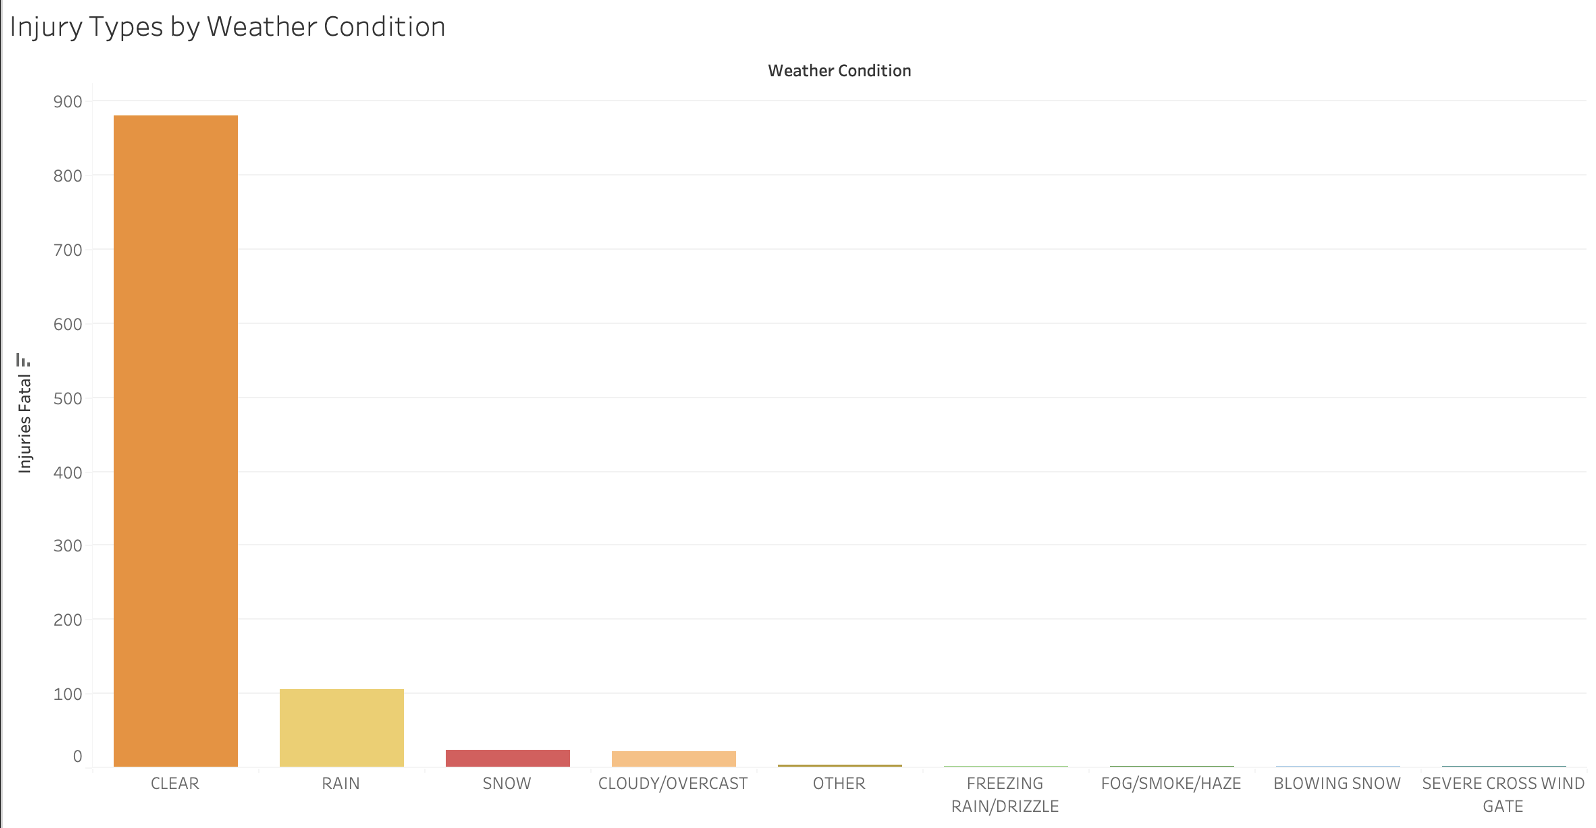 Injury Types by Weather Condition
Weather Condition
900
800
700
600
500
400
300
200
100
0
Injuries Fatal
CLEAR
RAIN
SNOW
CLOUDY/OVERCAST
OTHER
FREEZING
RAIN/DRIZZLE
FOG/SMOKE/HAZE
BLOWING SNOW
SEVERE CROSS WIND
GATE